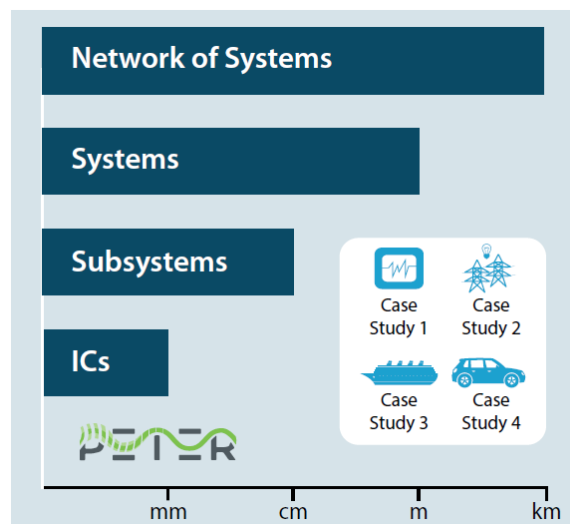 Network of Systems
Systems
Subsystems
ICs
Case
Study 1
Case
Study 2
Case
Study 3
Case
Study 4
PETER
mm cm m km